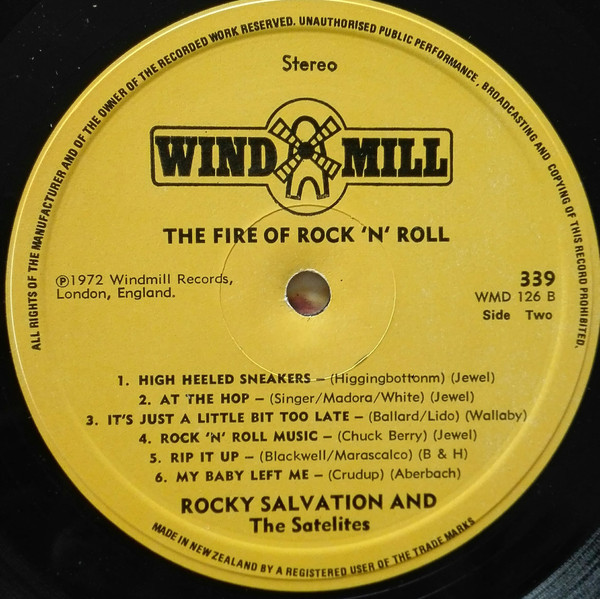 ALL RIGHTS OF THE MANUFACTURER AND OF THE OWNER OF THE RECORDED WORK RESERVED. UNAUTHORISED PUBLIC PERFORMANCE, BROADCASTING AND COPYING OF THIS RECORD PROHIBITED.
Stereo
WINDMILL
THE FIRE OF ROCK 'N' ROLL
℗1972 Windmill Records,
London, England.
339
WMD 126 B
Side Two
1. HIGH HEELED SNEAKERS – (Higgingbottonm) (Jewel)
2. AT THE HOP – (Singer/Madora/White) (Jewel)
3. IT'S JUST A LITTLE BIT TOO LATE – (Ballard/Lido) (Wallaby)
4. ROCK 'N' ROLL MUSIC – (Chuck Berry) (Jewel)
5. RIP IT UP – (Blackwell/Marascalco) (B & H)
6. MY BABY LEFT ME – (Crudup) (Aberbach)
ROCKY SALVATION AND
The Satelites
MADE IN NEW ZEALAND BY A REGISTERED USER OF THE TRADE MARKS